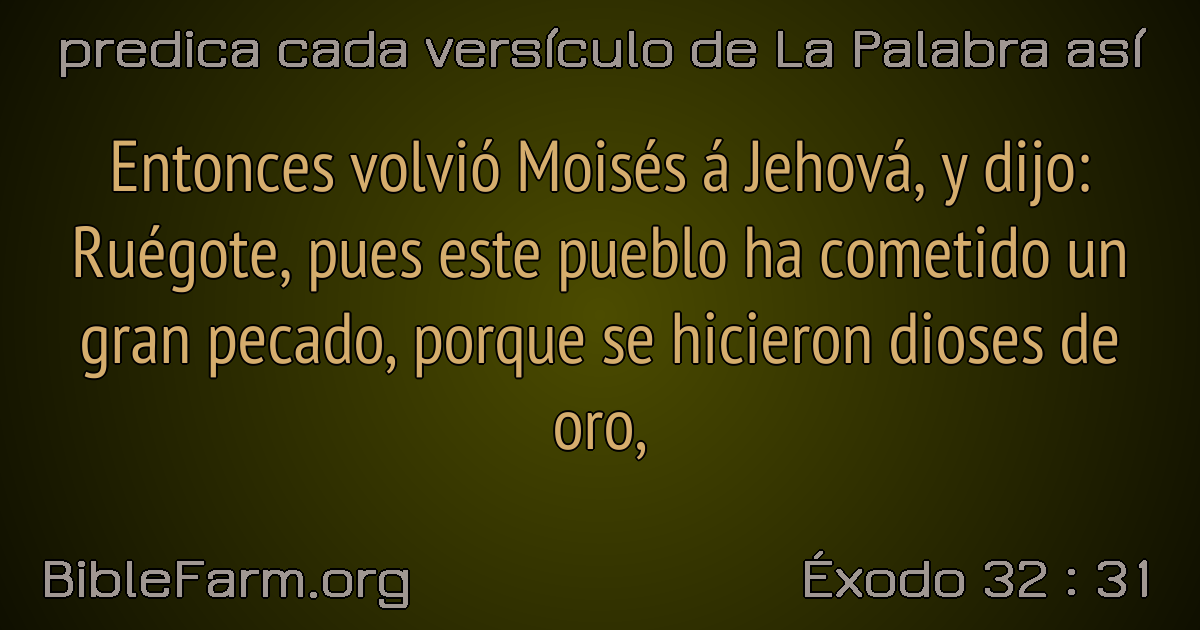 predica cada versículo de La Palabra así
Entonces volvió Moisés á Jehová, y dijo:
Ruégote, pues este pueblo ha cometido un
gran pecado, porque se hicieron dioses de
oro,
BibleFarm.org
Éxodo 32 : 31